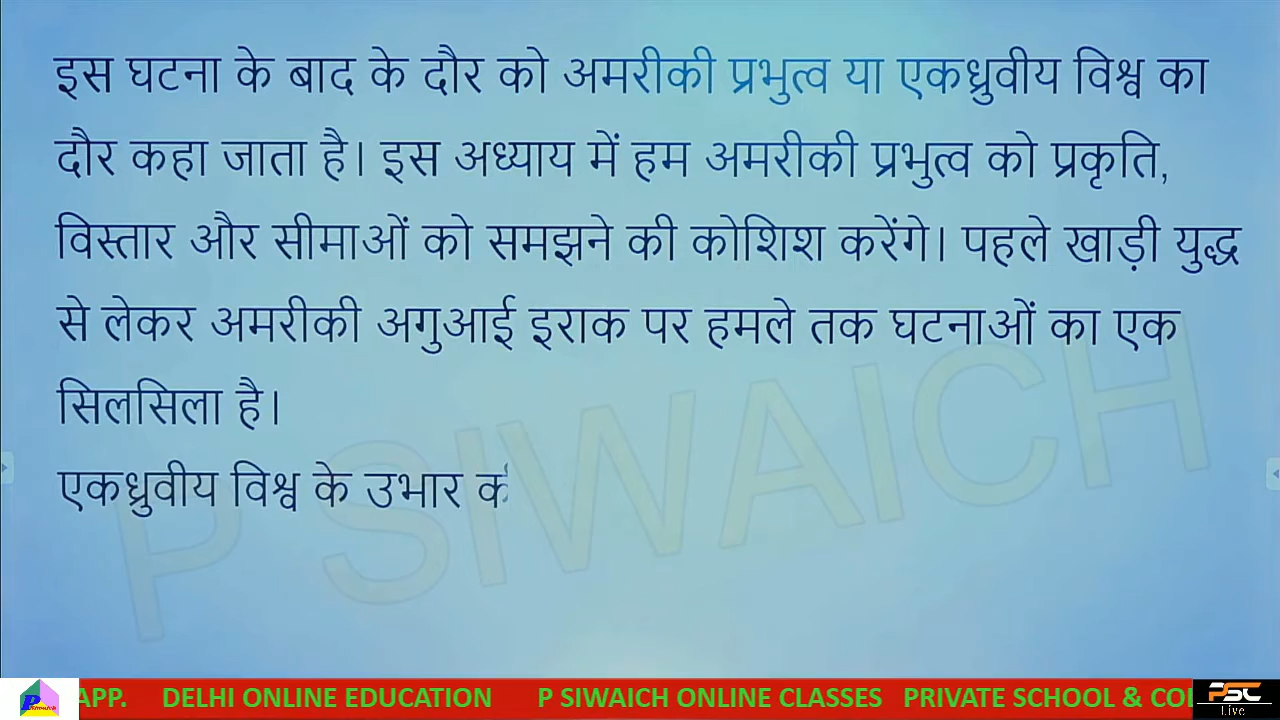 इस घटना के बाद के दौर को अमरीकी प्रभुत्व या एकध्रुवीय विश्व का
दौर कहा जाता है। इस अध्याय में हम अमरीकी प्रभुत्व को प्रकृति,
विस्तार और सीमाओं को समझने की कोशिश करेंगे। पहले खाड़ी युद्ध
से लेकर अमरीकी अगुआई इराक पर हमले तक घटनाओं का एक
सिलसिला है।
एकध्रुवीय विश्व के उभार
P SIWAICH
APP. DELHI ONLINE EDUCATION P SIWAICH ONLINE CLASSES PRIVATE SCHOOL &
PSC
Live